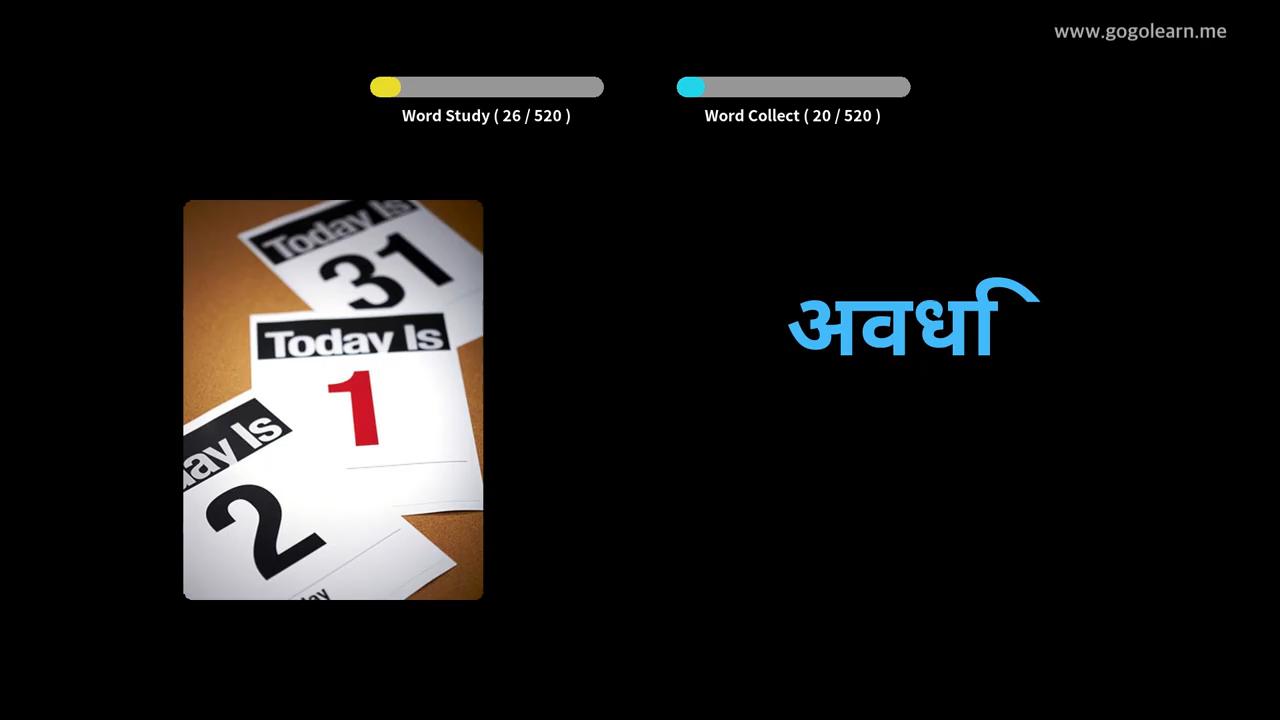 www.gogolearn.me
Word Study ( 26 / 520 )
Word Collect ( 20 / 520 )
Today Is
31
Today Is
1
ay Is
2
अवधि